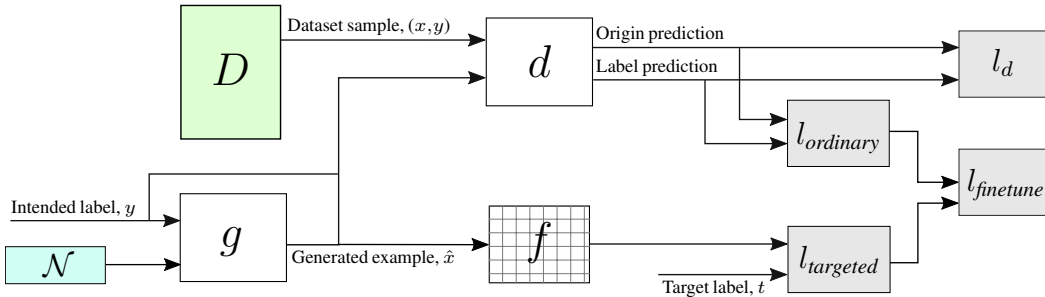 D
Dataset sample, (x,y)
d
Origin prediction
Label prediction
l_d
l_ordinary
l_finetune
Intended label, y
𝒩
g
Generated example, x̂
f
Target label, t
l_targeted